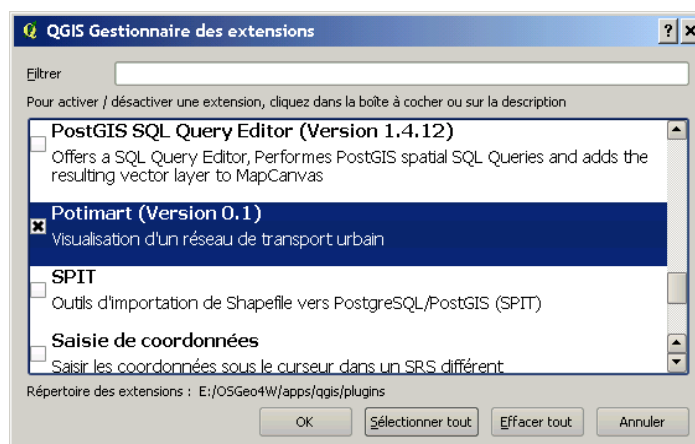 QGIS Gestionnaire des extensions
Filtrer
Pour activer / désactiver une extension, cliquez dans la boîte à cocher ou sur la description
PostGIS SQL Query Editor (Version 1.4.12)
Offers a SQL Query Editor, Performes PostGIS spatial SQL Queries and adds the
resulting vector layer to MapCanvas
Potimart (Version 0.1)
Visualisation d'un réseau de transport urbain
SPIT
Outils d'importation de Shapefile vers PostgreSQL/PostGIS (SPIT)
Saisie de coordonnées
Saisir les coordonnées sous le curseur dans un SRS différent
Répertoire des extensions : E:/OSGeo4W/apps/qgis/plugins
OK Sélectionner tout Effacer tout Annuler